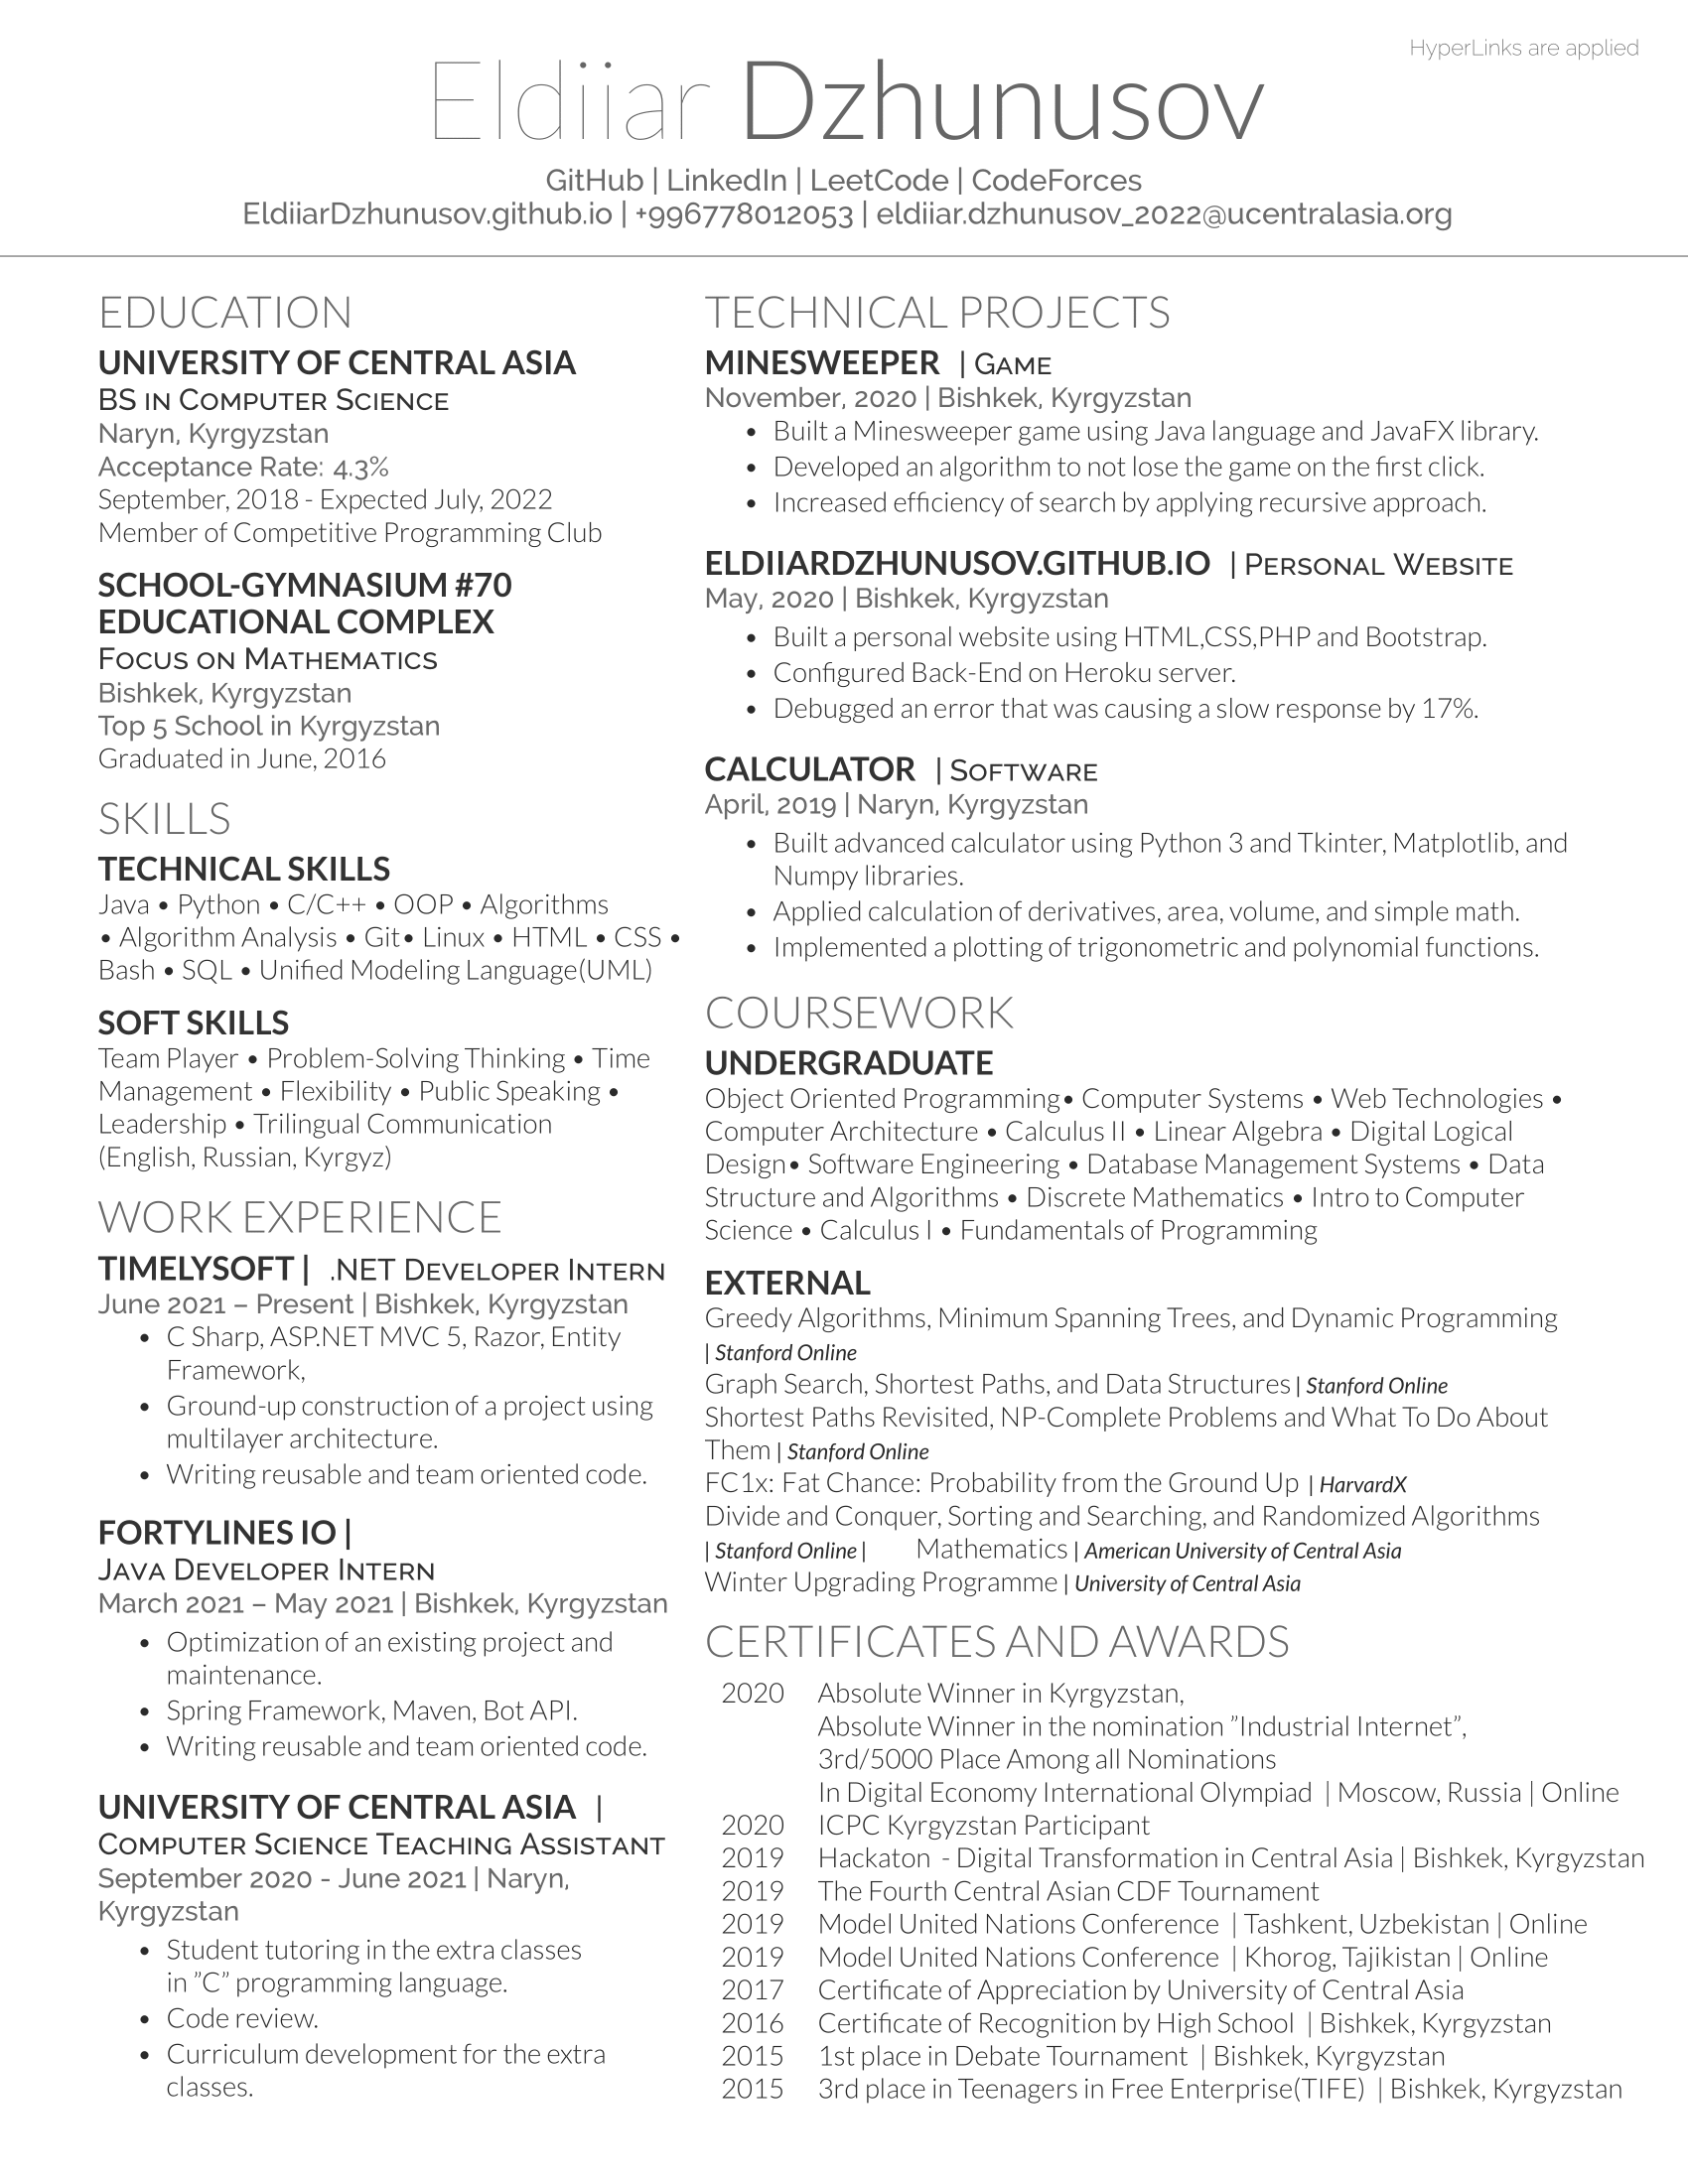 HyperLinks are applied
Eldiiar Dzhunusov
GitHub | LinkedIn | LeetCode | CodeForces
EldiiarDzhunusov.github.io | +996778012053 | eldiiar.dzhunusov_2022@ucentralasia.org
EDUCATION
UNIVERSITY OF CENTRAL ASIA
BS in Computer Science
Naryn, Kyrgyzstan
Acceptance Rate: 4.3%
September, 2018 - Expected July, 2022
Member of Competitive Programming Club
SCHOOL-GYMNASIUM #70
EDUCATIONAL COMPLEX
Focus on Mathematics
Bishkek, Kyrgyzstan
Top 5 School in Kyrgyzstan
Graduated in June, 2016
SKILLS
TECHNICAL SKILLS
Java • Python • C/C++ • OOP • Algorithms
• Algorithm Analysis • Git• Linux • HTML • CSS •
Bash • SQL • Unified Modeling Language(UML)
SOFT SKILLS
Team Player • Problem-Solving Thinking • Time
Management • Flexibility • Public Speaking •
Leadership • Trilingual Communication
(English, Russian, Kyrgyz)
WORK EXPERIENCE
TIMELYSOFT | .NET Developer Intern
June 2021 – Present | Bishkek, Kyrgyzstan
• C Sharp, ASP.NET MVC 5, Razor, Entity
Framework,
• Ground-up construction of a project using
multilayer architecture.
• Writing reusable and team oriented code.
FORTYLINES IO |
Java Developer Intern
March 2021 – May 2021 | Bishkek, Kyrgyzstan
• Optimization of an existing project and
maintenance.
• Spring Framework, Maven, Bot API.
• Writing reusable and team oriented code.
UNIVERSITY OF CENTRAL ASIA |
Computer Science Teaching Assistant
September 2020 - June 2021 | Naryn,
Kyrgyzstan
• Student tutoring in the extra classes
in ”C” programming language.
• Code review.
• Curriculum development for the extra
classes.
TECHNICAL PROJECTS
MINESWEEPER | Game
November, 2020 | Bishkek, Kyrgyzstan
• Built a Minesweeper game using Java language and JavaFX library.
• Developed an algorithm to not lose the game on the first click.
• Increased efficiency of search by applying recursive approach.
ELDIIARDZHUNUSOV.GITHUB.IO | Personal Website
May, 2020 | Bishkek, Kyrgyzstan
• Built a personal website using HTML,CSS,PHP and Bootstrap.
• Configured Back-End on Heroku server.
• Debugged an error that was causing a slow response by 17%.
CALCULATOR | Software
April, 2019 | Naryn, Kyrgyzstan
• Built advanced calculator using Python 3 and Tkinter, Matplotlib, and
Numpy libraries.
• Applied calculation of derivatives, area, volume, and simple math.
• Implemented a plotting of trigonometric and polynomial functions.
COURSEWORK
UNDERGRADUATE
Object Oriented Programming• Computer Systems • Web Technologies •
Computer Architecture • Calculus II • Linear Algebra • Digital Logical
Design• Software Engineering • Database Management Systems • Data
Structure and Algorithms • Discrete Mathematics • Intro to Computer
Science • Calculus I • Fundamentals of Programming
EXTERNAL
Greedy Algorithms, Minimum Spanning Trees, and Dynamic Programming
| Stanford Online
Graph Search, Shortest Paths, and Data Structures | Stanford Online
Shortest Paths Revisited, NP-Complete Problems and What To Do About
Them | Stanford Online
FC1x: Fat Chance: Probability from the Ground Up | HarvardX
Divide and Conquer, Sorting and Searching, and Randomized Algorithms
| Stanford Online | Mathematics | American University of Central Asia
Winter Upgrading Programme | University of Central Asia
CERTIFICATES AND AWARDS
2020 Absolute Winner in Kyrgyzstan,
Absolute Winner in the nomination ”Industrial Internet”,
3rd/5000 Place Among all Nominations
In Digital Economy International Olympiad | Moscow, Russia | Online
2020 ICPC Kyrgyzstan Participant
2019 Hackaton - Digital Transformation in Central Asia | Bishkek, Kyrgyzstan
2019 The Fourth Central Asian CDF Tournament
2019 Model United Nations Conference | Tashkent, Uzbekistan | Online
2019 Model United Nations Conference | Khorog, Tajikistan | Online
2017 Certificate of Appreciation by University of Central Asia
2016 Certificate of Recognition by High School | Bishkek, Kyrgyzstan
2015 1st place in Debate Tournament | Bishkek, Kyrgyzstan
2015 3rd place in Teenagers in Free Enterprise(TIFE) | Bishkek, Kyrgyzstan